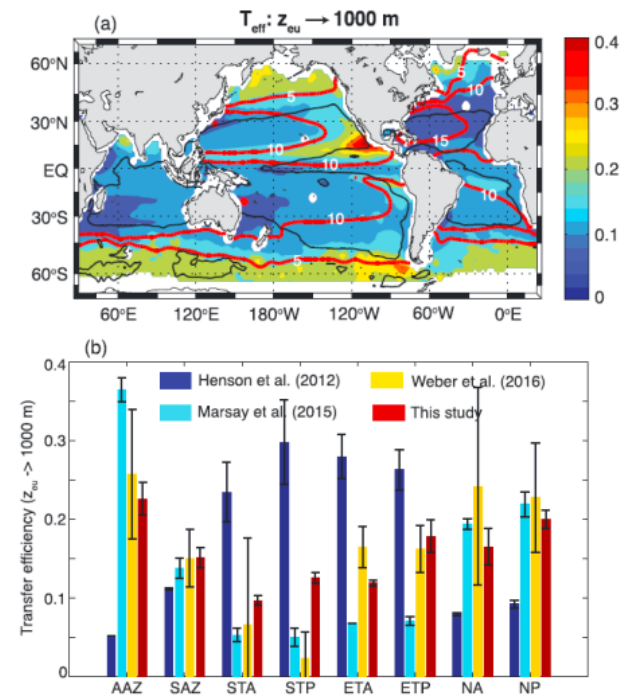 (a) T_eff: z_eu → 1000 m
60°N
30°N
EQ
30°S
60°S
5
10
10
10
5
5
10
15
10
60°E 120°E 180°W 120°W 60°W 0°E
0.4
0.3
0.2
0.1
0
(b)
0.4
0.3
0.2
0.1
0
Transfer efficiency (z_eu -> 1000 m)
Henson et al. (2012) Weber et al. (2016)
Marsay et al. (2015) This study
AAZ SAZ STA STP ETA ETP NA NP